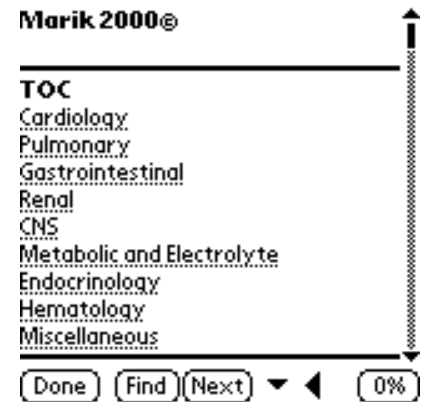 Marik 2000©
TOC
Cardiology
Pulmonary
Gastrointestinal
Renal
CNS
Metabolic and Electrolyte
Endocrinology
Hematology
Miscellaneous
Done Find Next 0%